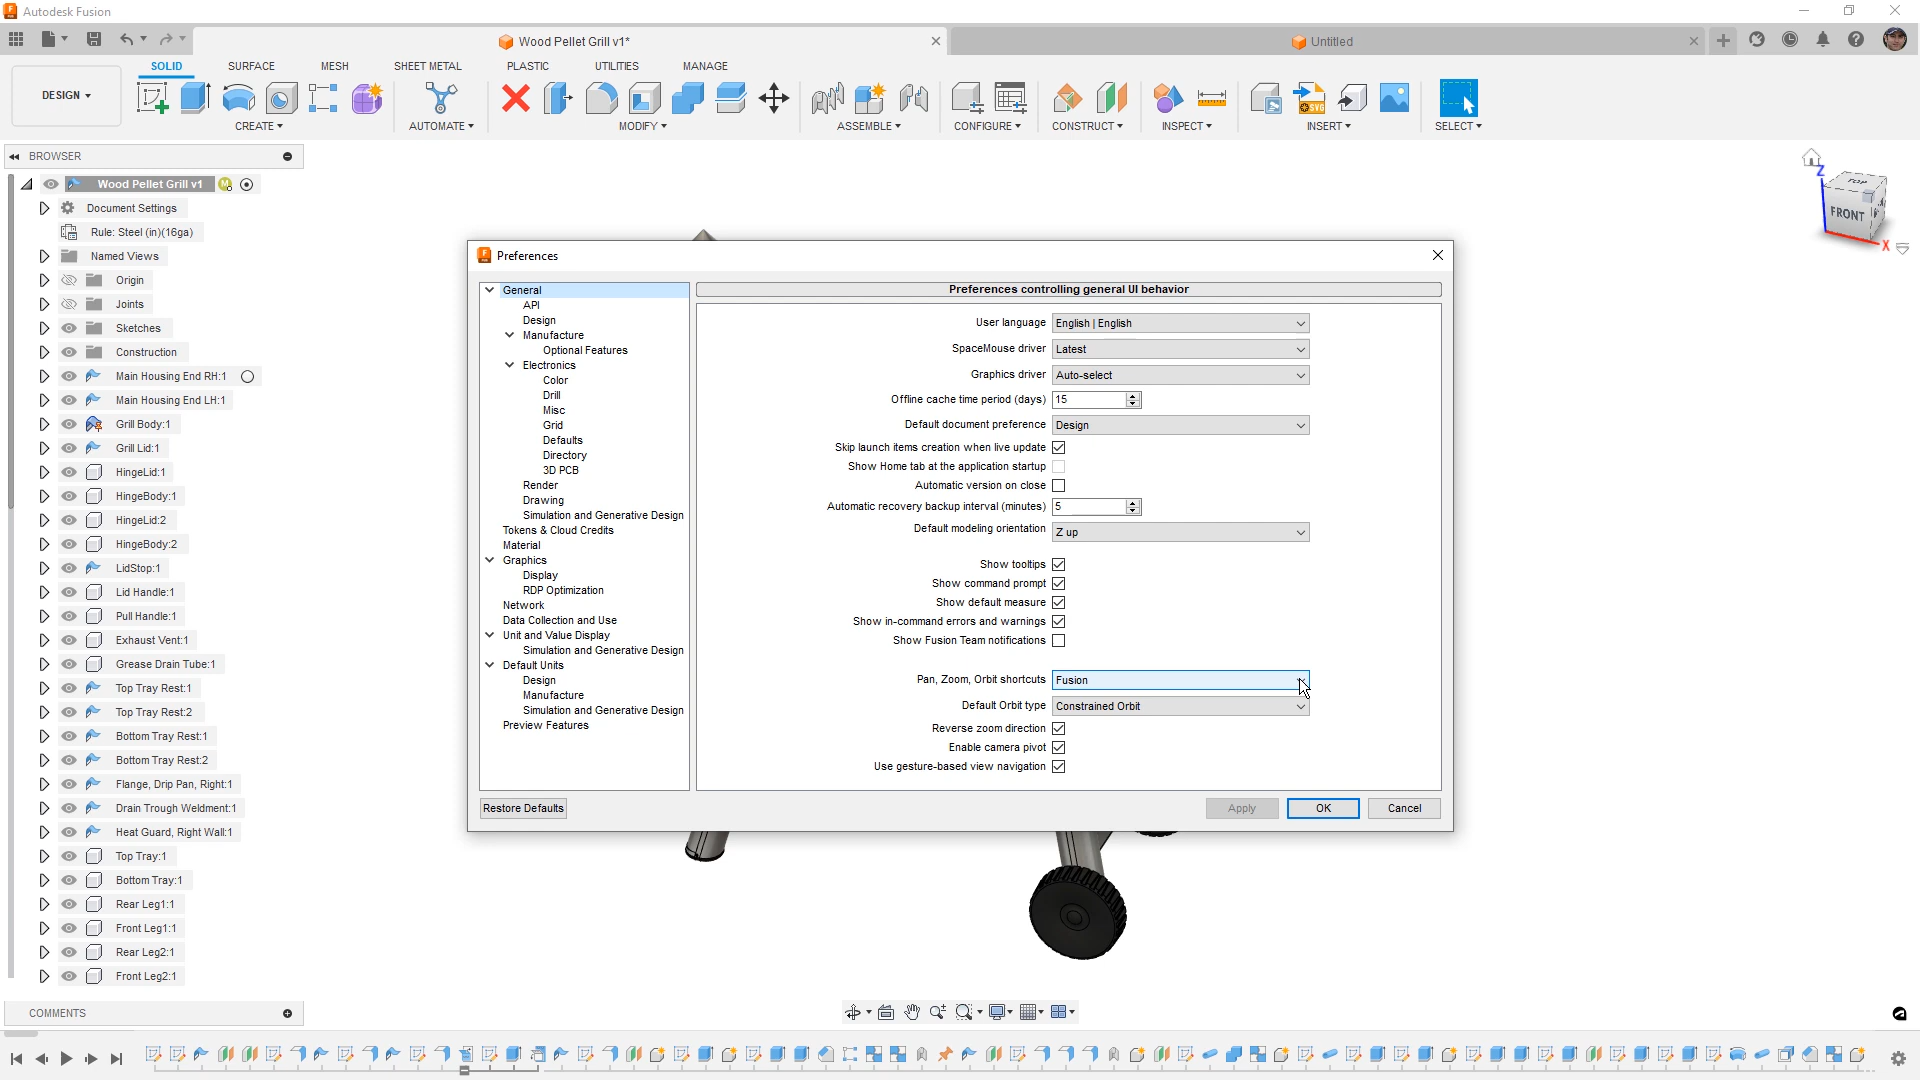 Autodesk Fusion
Wood Pellet Grill v1*
Untitled
SOLID SURFACE MESH SHEET METAL PLASTIC UTILITIES MANAGE
DESIGN
CREATE AUTOMATE MODIFY ASSEMBLE CONFIGURE CONSTRUCT INSPECT INSERT SELECT
BROWSER
Wood Pellet Grill v1
Document Settings
Rule: Steel (in)(16ga)
Named Views
Origin
Joints
Sketches
Construction
Main Housing End RH:1
Main Housing End LH:1
Grill Body:1
Grill Lid:1
HingeLid:1
HingeBody:1
HingeLid:2
HingeBody:2
LidStop:1
Lid Handle:1
Pull Handle:1
Exhaust Vent:1
Grease Drain Tube:1
Top Tray Rest:1
Top Tray Rest:2
Bottom Tray Rest:1
Bottom Tray Rest:2
Flange, Drip Pan, Right:1
Drain Trough Weldment:1
Heat Guard, Right Wall:1
Top Tray:1
Bottom Tray:1
Rear Leg1:1
Front Leg1:1
Rear Leg2:1
Front Leg2:1
COMMENTS
Z
TOP
FRONT
X
Preferences
General
API
Design
Manufacture
Optional Features
Electronics
Color
Drill
Misc
Grid
Defaults
Directory
3D PCB
Render
Drawing
Simulation and Generative Design
Tokens & Cloud Credits
Material
Graphics
Display
RDP Optimization
Network
Data Collection and Use
Unit and Value Display
Simulation and Generative Design
Default Units
Design
Manufacture
Simulation and Generative Design
Preview Features
Preferences controlling general UI behavior
User language English | English
SpaceMouse driver Latest
Graphics driver Auto-select
Offline cache time period (days) 15
Default document preference Design
Skip launch items creation when live update
Show Home tab at the application startup
Automatic version on close
Automatic recovery backup interval (minutes) 5
Default modeling orientation Z up
Show tooltips
Show command prompt
Show default measure
Show in-command errors and warnings
Show Fusion Team notifications
Pan, Zoom, Orbit shortcuts Fusion
Default Orbit type Constrained Orbit
Reverse zoom direction
Enable camera pivot
Use gesture-based view navigation
Restore Defaults Apply OK Cancel